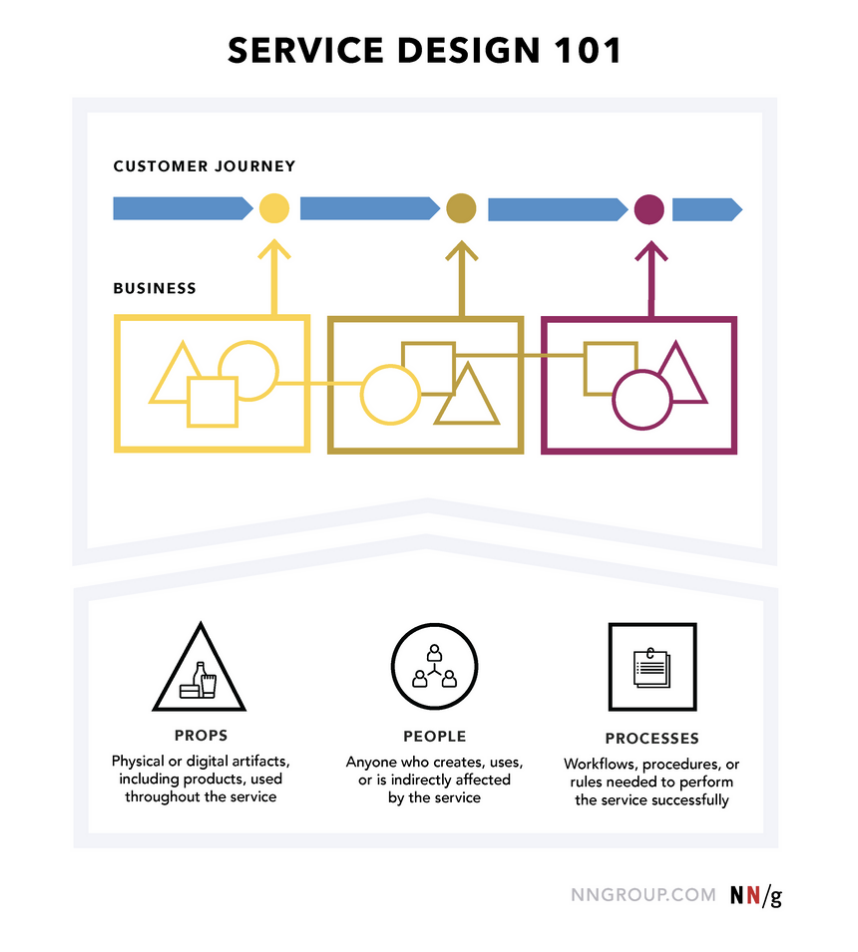 SERVICE DESIGN 101
CUSTOMER JOURNEY
BUSINESS
PROPS
Physical or digital artifacts,
including products, used
throughout the service
PEOPLE
Anyone who creates, uses,
or is indirectly affected
by the service
PROCESSES
Workflows, procedures, or
rules needed to perform
the service successfully
NNGROUP.COM NN/g